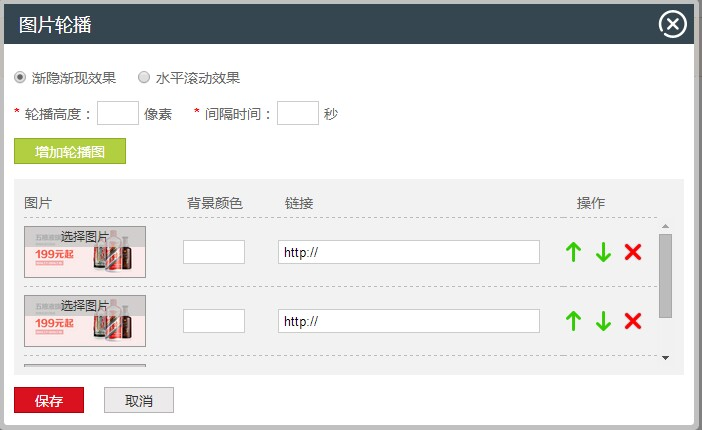 图片轮播
渐隐渐现效果 水平滚动效果
* 轮播高度： 像素 * 间隔时间： 秒
增加轮播图
图片 背景颜色 链接 操作
选择图片
199元起
http://
选择图片
199元起
http://
保存 取消